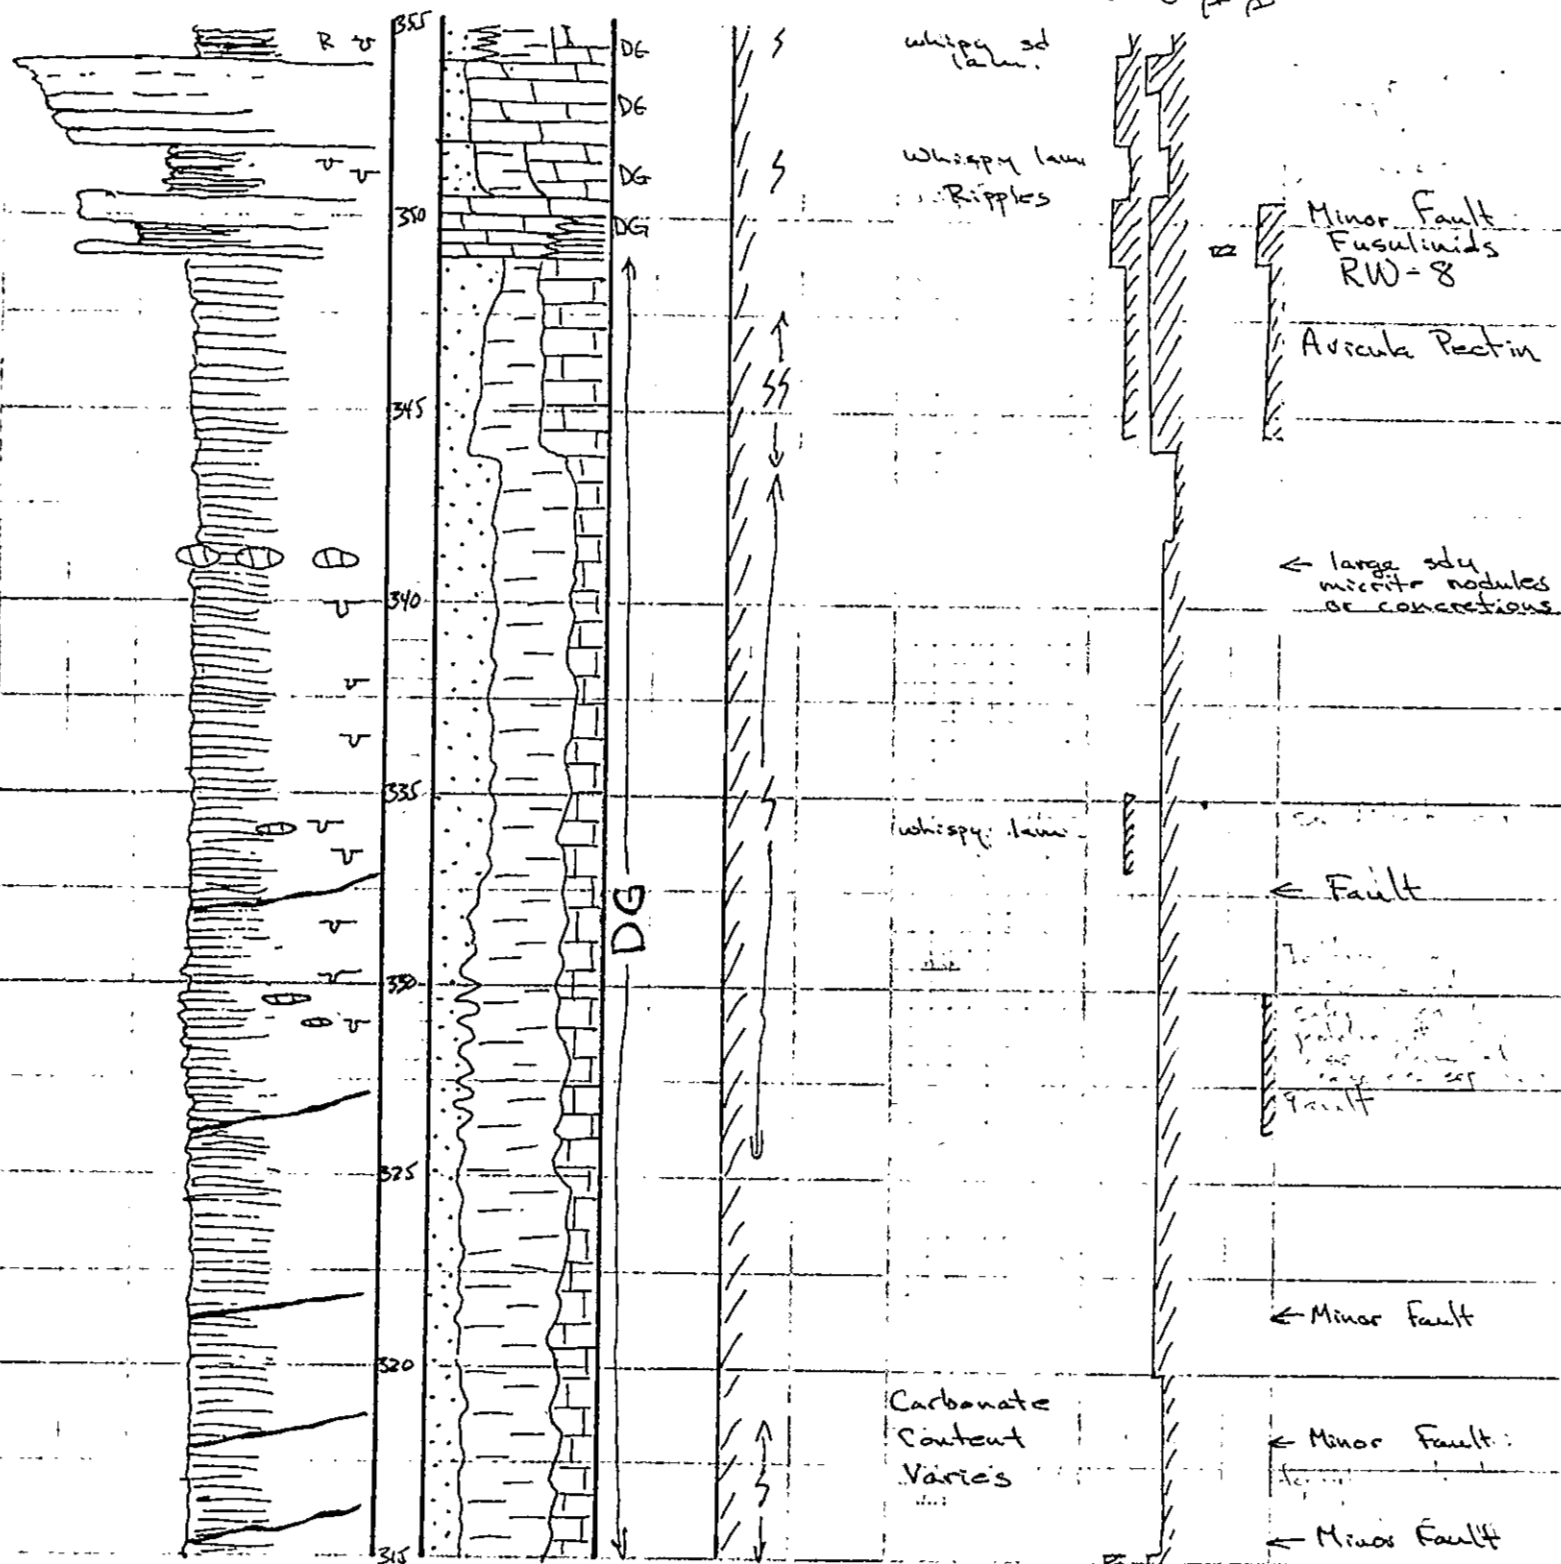 355
R
DG
whispy sd
lam.
DG
DG
Whispy lam
Ripples
350
DG
Minor Fault
Fusulinids
RW-8
Avicula Pectin
345
← large sdy
micrite nodules
or concretions
340
335
whispy lam
← Fault
DG
330
Fault
325
← Minor Fault
320
Carbonate
Content
Varies
← Minor Fault
← Minor Fault
315